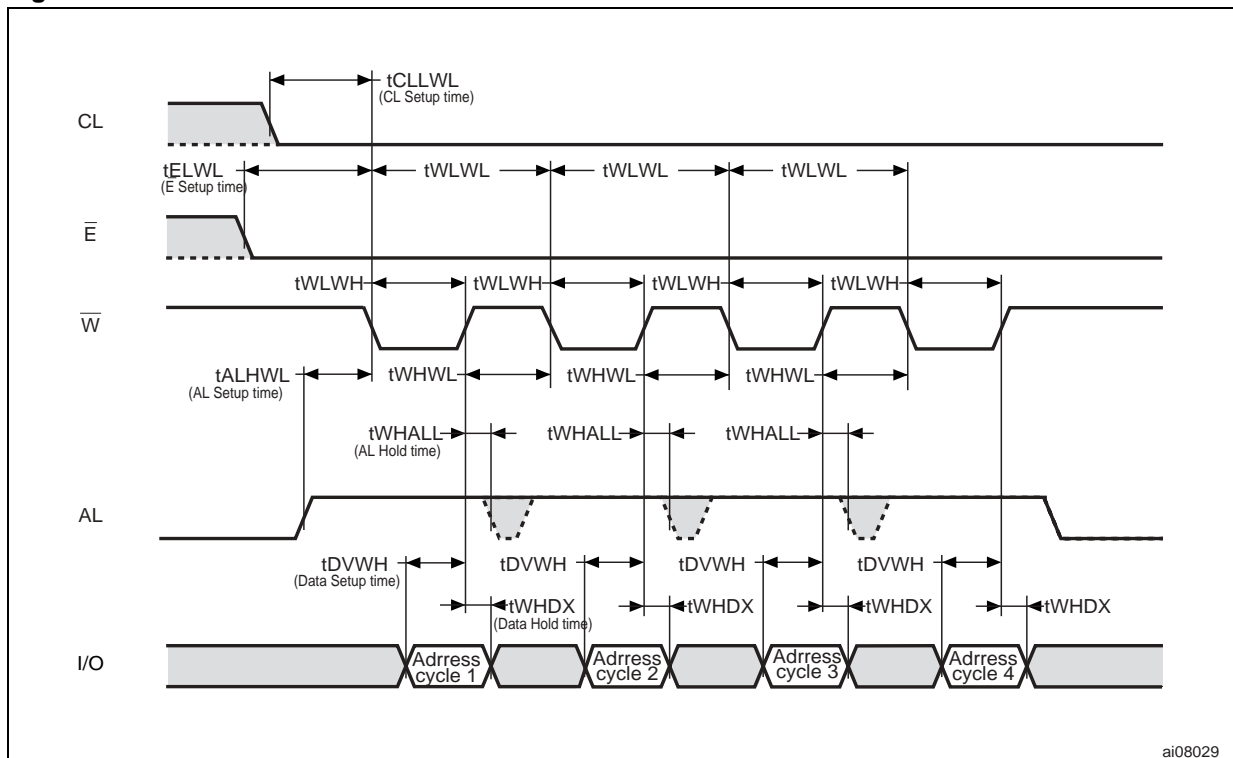 tCLLWL
(CL Setup time)
CL
tELWL
(E Setup time)
tWLWL tWLWL tWLWL
E
tWLWH tWLWH tWLWH tWLWH
W
tALHWL
(AL Setup time)
tWHWL tWHWL tWHWL
tWHALL tWHALL tWHALL
(AL Hold time)
AL
tDVWH tDVWH tDVWH tDVWH
(Data Setup time)
tWHDX tWHDX tWHDX tWHDX
(Data Hold time)
I/O
Adrress
cycle 1
Adrress
cycle 2
Adrress
cycle 3
Adrress
cycle 4
ai08029